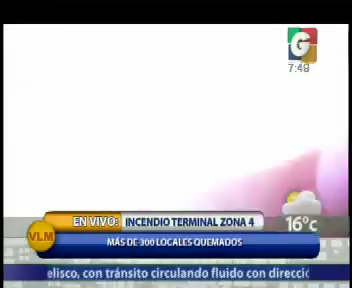 G
7:49
EN VIVO: INCENDIO TERMINAL ZONA 4
16°c
VLM
MÁS DE 300 LOCALES QUEMADOS
elisco, con tránsito circulando fluido con direcci